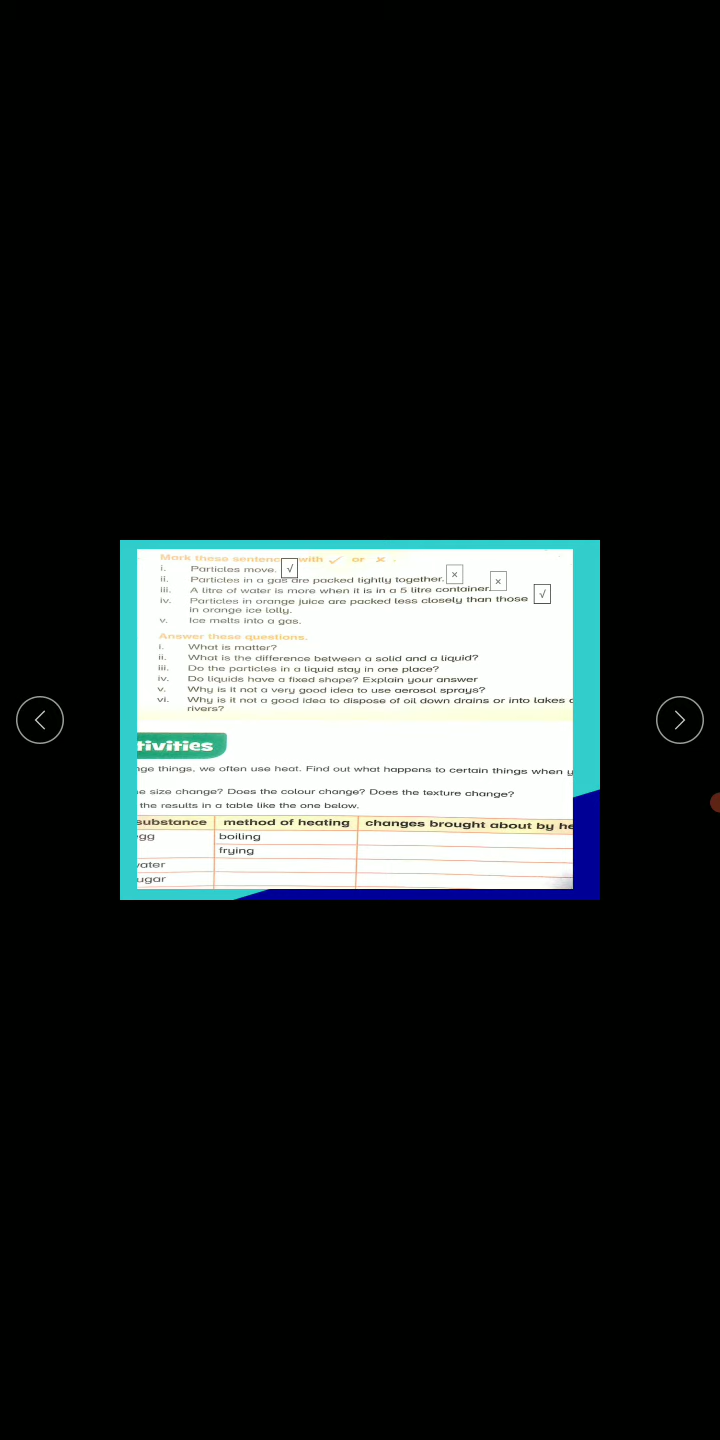 Mark these sentenc with ✓ or ✗ .
i. Particles move. √
ii. Particles in a gas are packed tightly together. ×
iii. A litre of water is more when it is in a 5 litre container. ×
iv. Particles in orange juice are packed less closely than those √
in orange ice lolly.
v. Ice melts into a gas.
Answer these questions.
i. What is matter?
ii. What is the difference between a solid and a liquid?
iii. Do the particles in a liquid stay in one place?
iv. Do liquids have a fixed shape? Explain your answer
v. Why is it not a very good idea to use aerosol sprays?
vi. Why is it not a good idea to dispose of oil down drains or into lakes
rivers?
tivities
nge things, we often use heat. Find out what happens to certain things when y
e size change? Does the colour change? Does the texture change?
the results in a table like the one below.
substance method of heating changes brought about by he
gg boiling
frying
ater
ugar